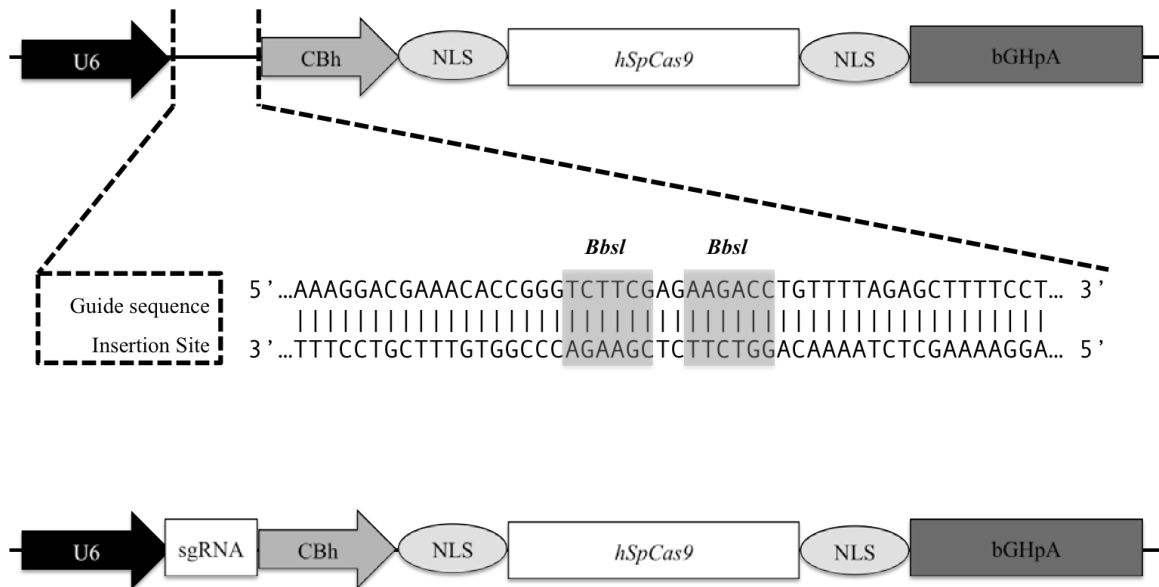 U6 CBh NLS hSpCas9 NLS bGHpA
BbsI BbsI
Guide sequence 5’…AAAGGACGAAACACCGGGTCTTCGAGAAGACCTGTTTTAGAGCTTTTCCT… 3’
Insertion Site 3’…TTTCCTGCTTTGTGGCCCAGAAGCTCTTCTGGACAAAATCTCGAAAAGGA… 5’
U6 sgRNA CBh NLS hSpCas9 NLS bGHpA